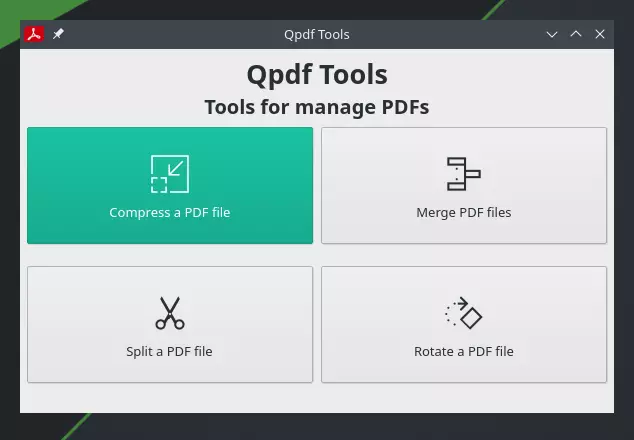 Qpdf Tools
Qpdf Tools
Tools for manage PDFs
Compress a PDF file
Merge PDF files
Split a PDF file
Rotate a PDF file